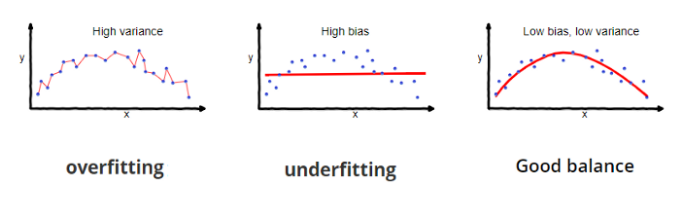 High variance
y
x
overfitting
High bias
y
x
underfitting
Low bias, low variance
y
x
Good balance